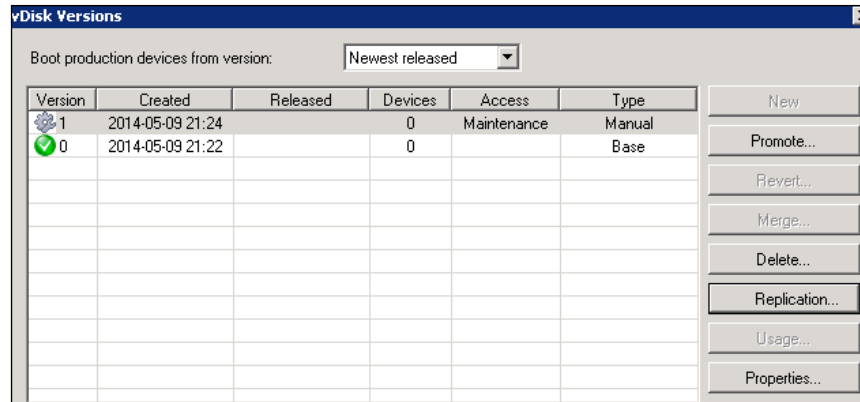 vDisk Versions
Boot production devices from version: Newest released
Version Created Released Devices Access Type
1 2014-05-09 21:24 0 Maintenance Manual
0 2014-05-09 21:22 0 Base
New
Promote...
Revert...
Merge...
Delete...
Replication...
Usage...
Properties...